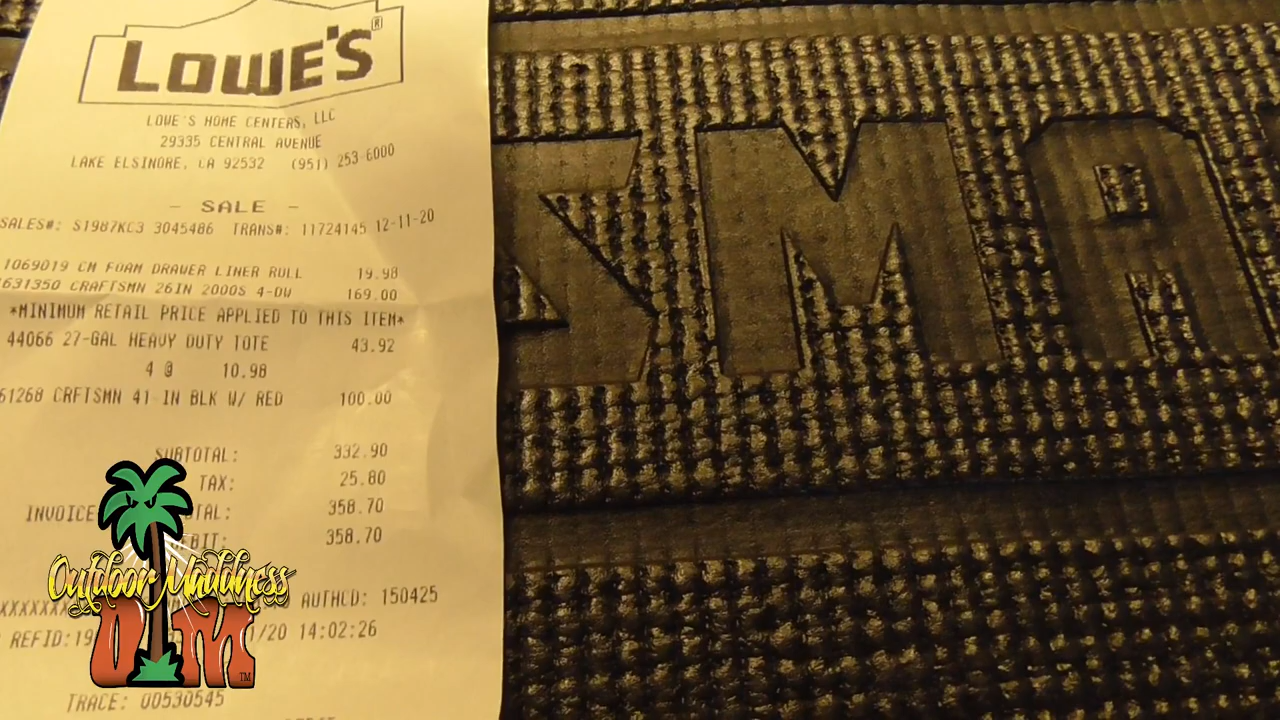 LOWE'S®
LOWE'S HOME CENTERS, LLC
29335 CENTRAL AVENUE
LAKE ELSINORE, CA 92532 (951) 253-6000
- SALE -
SALES#: S1987KC3 3045486 TRANS#: 11724145 12-11-20
1069019 CM FOAM DRAWER LINER ROLL 19.98
631350 CRAFTSMN 26IN 2000S 4-DW 169.00
*MINIMUM RETAIL PRICE APPLIED TO THIS ITEM*
44066 27-GAL HEAVY DUTY TOTE 43.92
4 @ 10.98
61268 CRFTSMN 41-IN BLK W/ RED 100.00
SUBTOTAL: 332.90
TAX: 25.80
INVOICE TAL: 358.70
EBIT: 358.70
XXXXXXX AUTHCD: 150425
REFID:19 1/20 14:02:26
TRACE: 00530545
SMA
Outdoor Maddness
OM™